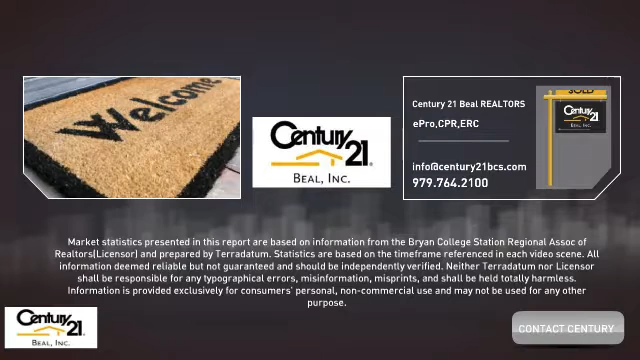 Welcome
Century
21®
BEAL, INC.
Century 21 Beal REALTORS
ePro,CPR,ERC
info@century21bcs.com
979.764.2100
SOLD
Century
21
BEAL, INC.
Market statistics presented in this report are based on information from the Bryan College Station Regional Assoc of
Realtors(Licensor) and prepared by Terradatum. Statistics are based on the timeframe referenced in each video scene. All
information deemed reliable but not guaranteed and should be independently verified. Neither Terradatum nor Licensor
shall be responsible for any typographical errors, misinformation, misprints, and shall be held totally harmless.
Information is provided exclusively for consumers' personal, non-commercial use and may not be used for any other
purpose.
Century
21®
BEAL, INC.
CONTACT CENTURY